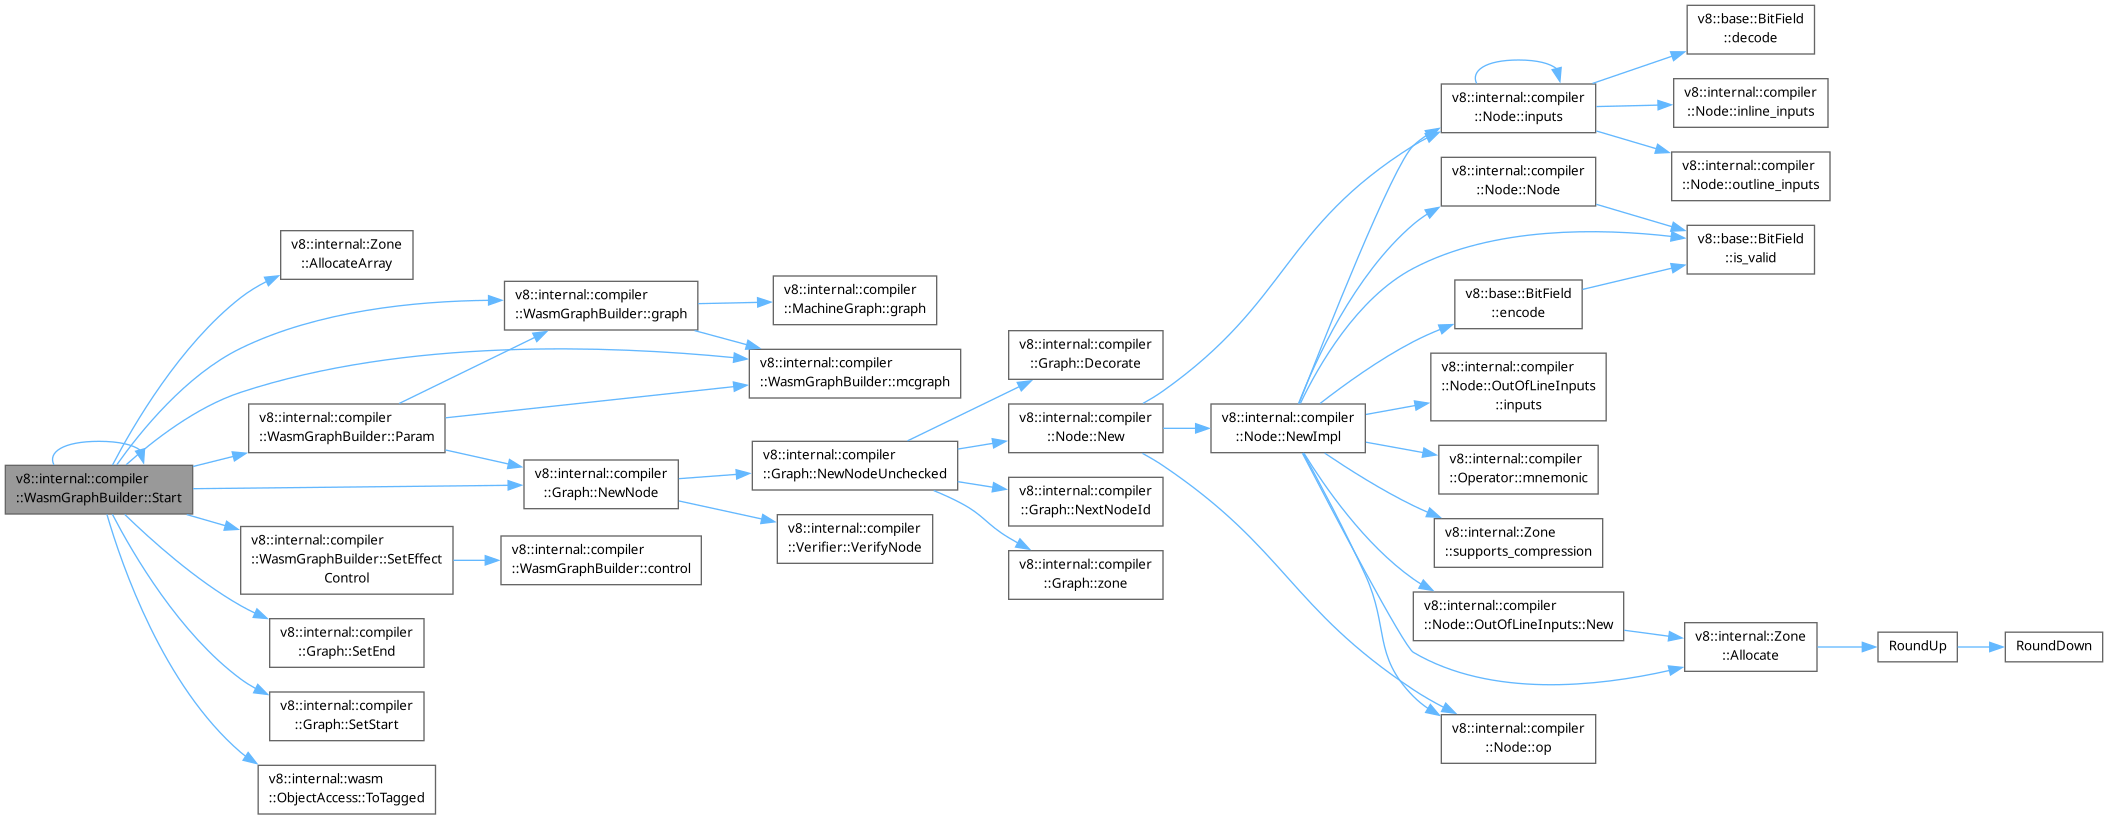 v8::internal::compiler
::WasmGraphBuilder::Start
v8::internal::Zone
::AllocateArray
v8::internal::compiler
::WasmGraphBuilder::Param
v8::internal::compiler
::WasmGraphBuilder::SetEffect
Control
v8::internal::compiler
::Graph::SetEnd
v8::internal::compiler
::Graph::SetStart
v8::internal::wasm
::ObjectAccess::ToTagged
v8::internal::compiler
::WasmGraphBuilder::graph
v8::internal::compiler
::Graph::NewNode
v8::internal::compiler
::WasmGraphBuilder::control
v8::internal::compiler
::MachineGraph::graph
v8::internal::compiler
::WasmGraphBuilder::mcgraph
v8::internal::compiler
::Graph::NewNodeUnchecked
v8::internal::compiler
::Verifier::VerifyNode
v8::internal::compiler
::Graph::Decorate
v8::internal::compiler
::Node::New
v8::internal::compiler
::Graph::NextNodeId
v8::internal::compiler
::Graph::zone
v8::internal::compiler
::Node::NewImpl
v8::internal::compiler
::Node::inputs
v8::internal::compiler
::Node::Node
v8::base::BitField
::encode
v8::internal::compiler
::Node::OutOfLineInputs
::inputs
v8::internal::compiler
::Operator::mnemonic
v8::internal::Zone
::supports_compression
v8::internal::compiler
::Node::OutOfLineInputs::New
v8::internal::compiler
::Node::op
v8::base::BitField
::decode
v8::internal::compiler
::Node::inline_inputs
v8::internal::compiler
::Node::outline_inputs
v8::base::BitField
::is_valid
v8::internal::Zone
::Allocate
RoundUp
RoundDown